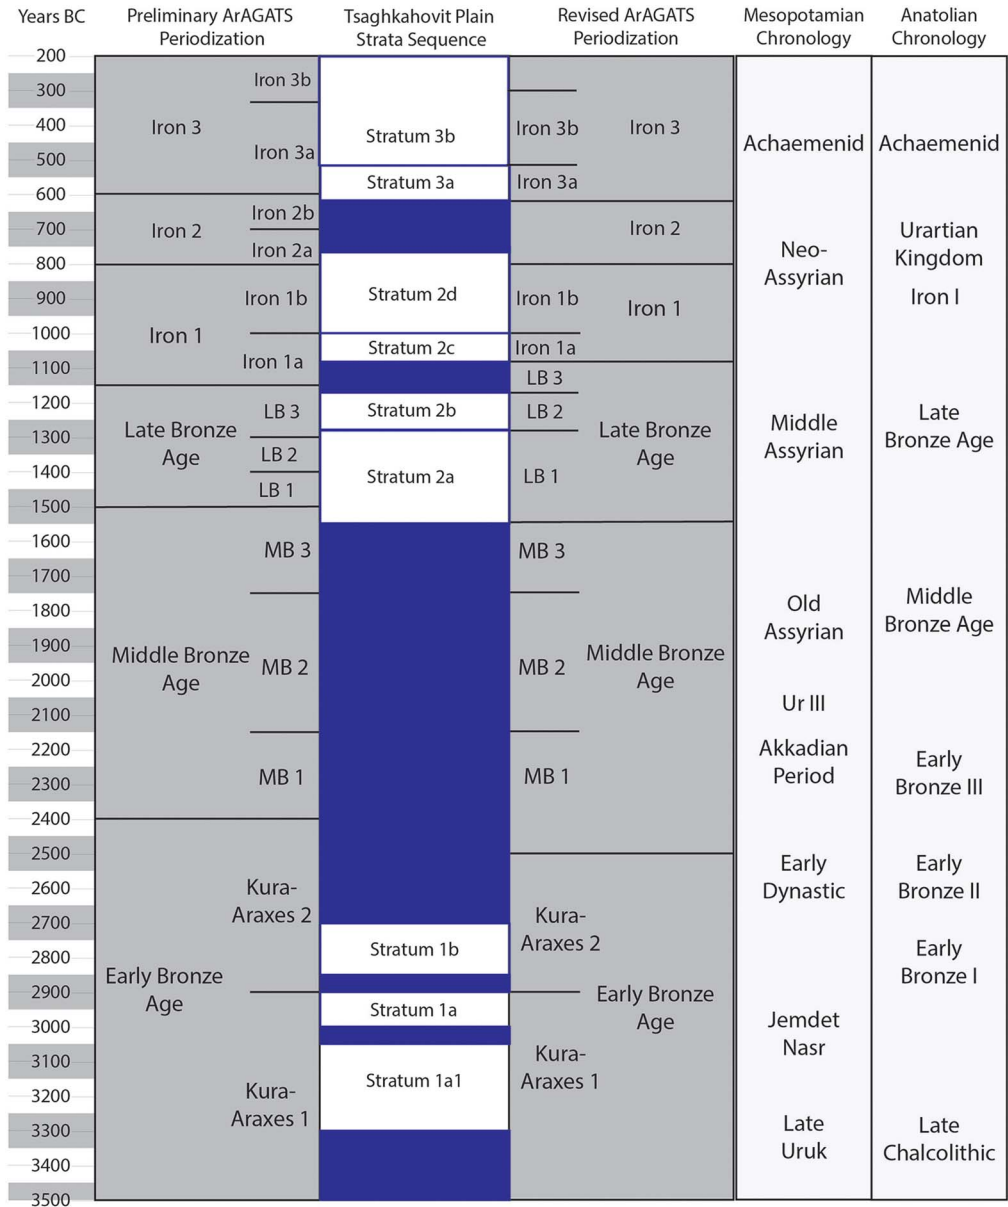 Years BC
Preliminary ArAGATS
Periodization
Tsaghkahovit Plain
Strata Sequence
Revised ArAGATS
Periodization
Mesopotamian
Chronology
Anatolian
Chronology
200
300
400
500
600
700
800
900
1000
1100
1200
1300
1400
1500
1600
1700
1800
1900
2000
2100
2200
2300
2400
2500
2600
2700
2800
2900
3000
3100
3200
3300
3400
3500
Iron 3
Iron 3b
Iron 3a
Iron 2
Iron 2b
Iron 2a
Iron 1
Iron 1b
Iron 1a
Late Bronze
Age
LB 3
LB 2
LB 1
Middle Bronze
Age
MB 3
MB 2
MB 1
Early Bronze
Age
Kura-
Araxes 2
Kura-
Araxes 1
Stratum 3b
Stratum 3a
Stratum 2d
Stratum 2c
Stratum 2b
Stratum 2a
Stratum 1b
Stratum 1a
Stratum 1a1
Iron 3b
Iron 3a
Iron 3
Iron 2
Iron 1b
Iron 1a
Iron 1
LB 3
LB 2
LB 1
Late Bronze
Age
MB 3
MB 2
MB 1
Middle Bronze
Age
Kura-
Araxes 2
Kura-
Araxes 1
Early Bronze
Age
Achaemenid
Neo-
Assyrian
Middle
Assyrian
Old
Assyrian
Ur III
Akkadian
Period
Early
Dynastic
Jemdet
Nasr
Late
Uruk
Achaemenid
Urartian
Kingdom
Iron I
Late
Bronze Age
Middle
Bronze Age
Early
Bronze III
Early
Bronze II
Early
Bronze I
Late
Chalcolithic